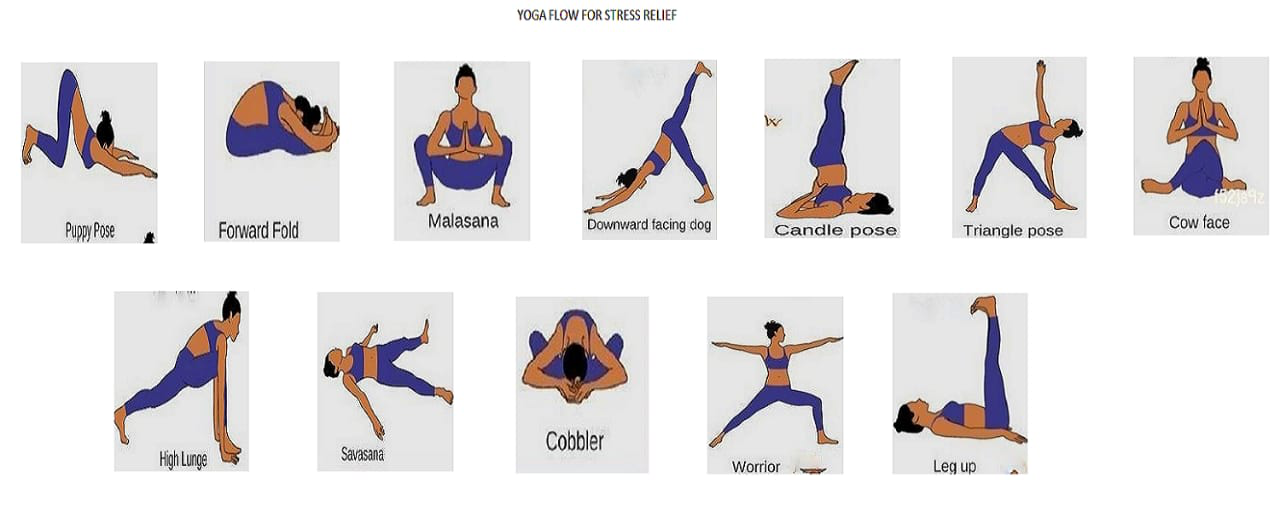 YOGA FLOW FOR STRESS RELIEF
Puppy Pose
Forward Fold
Malasana
Downward facing dog
Candle pose
Triangle pose
Cow face
High Lunge
Savasana
Cobbler
Worrior
Leg up